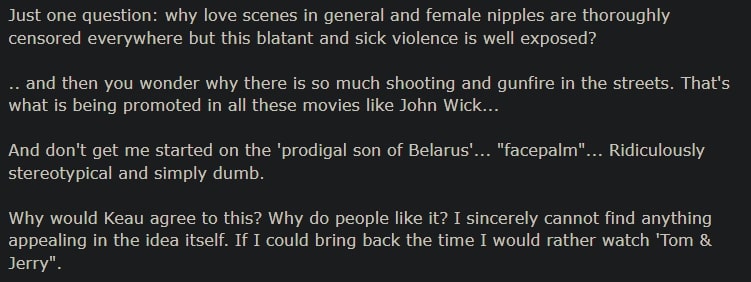 Just one question: why love scenes in general and female nipples are thoroughly
censored everywhere but this blatant and sick violence is well exposed?
.. and then you wonder why there is so much shooting and gunfire in the streets. That's
what is being promoted in all these movies like John Wick...
And don't get me started on the 'prodigal son of Belarus'... "facepalm"... Ridiculously
stereotypical and simply dumb.
Why would Keau agree to this? Why do people like it? I sincerely cannot find anything
appealing in the idea itself. If I could bring back the time I would rather watch 'Tom &
Jerry".